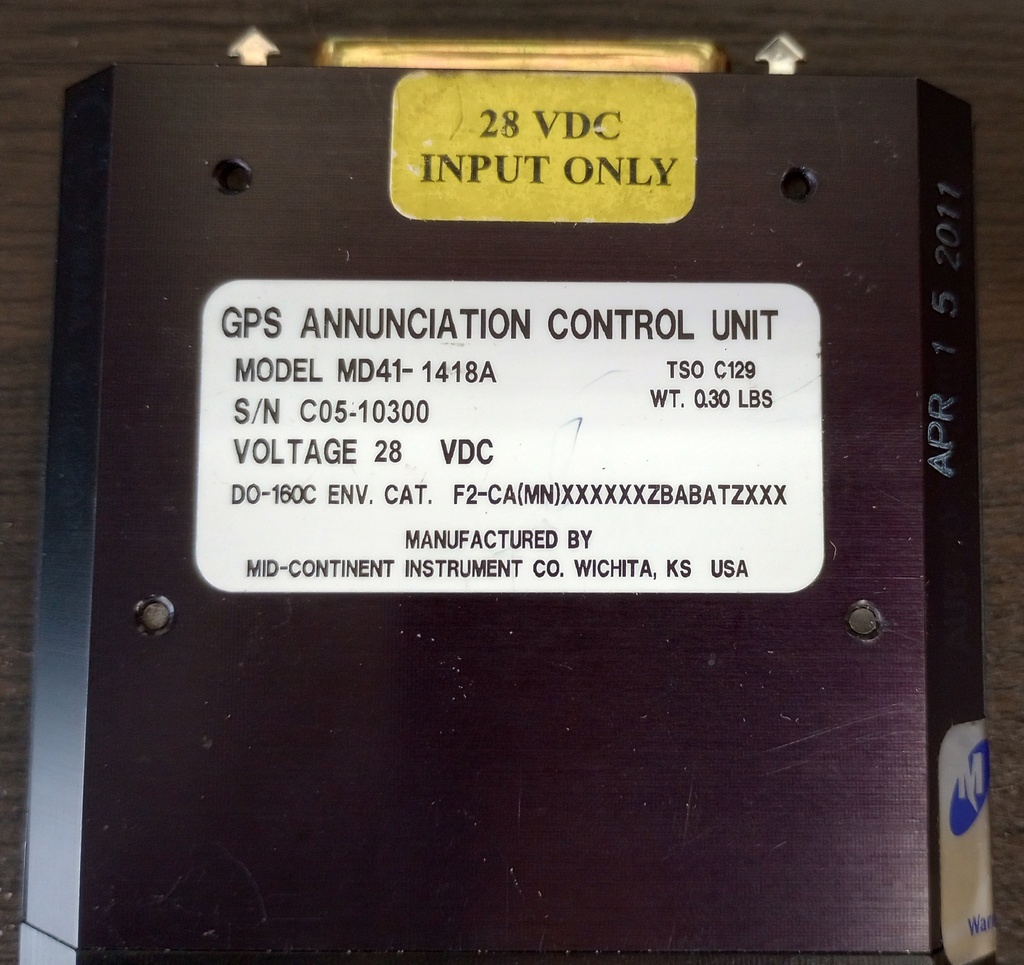 28 VDC
INPUT ONLY
GPS ANNUNCIATION CONTROL UNIT
MODEL MD41-1418A
TSO C129
S/N C05-10300
WT. 0.30 LBS
VOLTAGE 28 VDC
DO-160C ENV. CAT. F2-CA(MN)XXXXXXZBABATZXXX
MANUFACTURED BY
MID-CONTINENT INSTRUMENT CO. WICHITA, KS USA
APR 15 2011
M